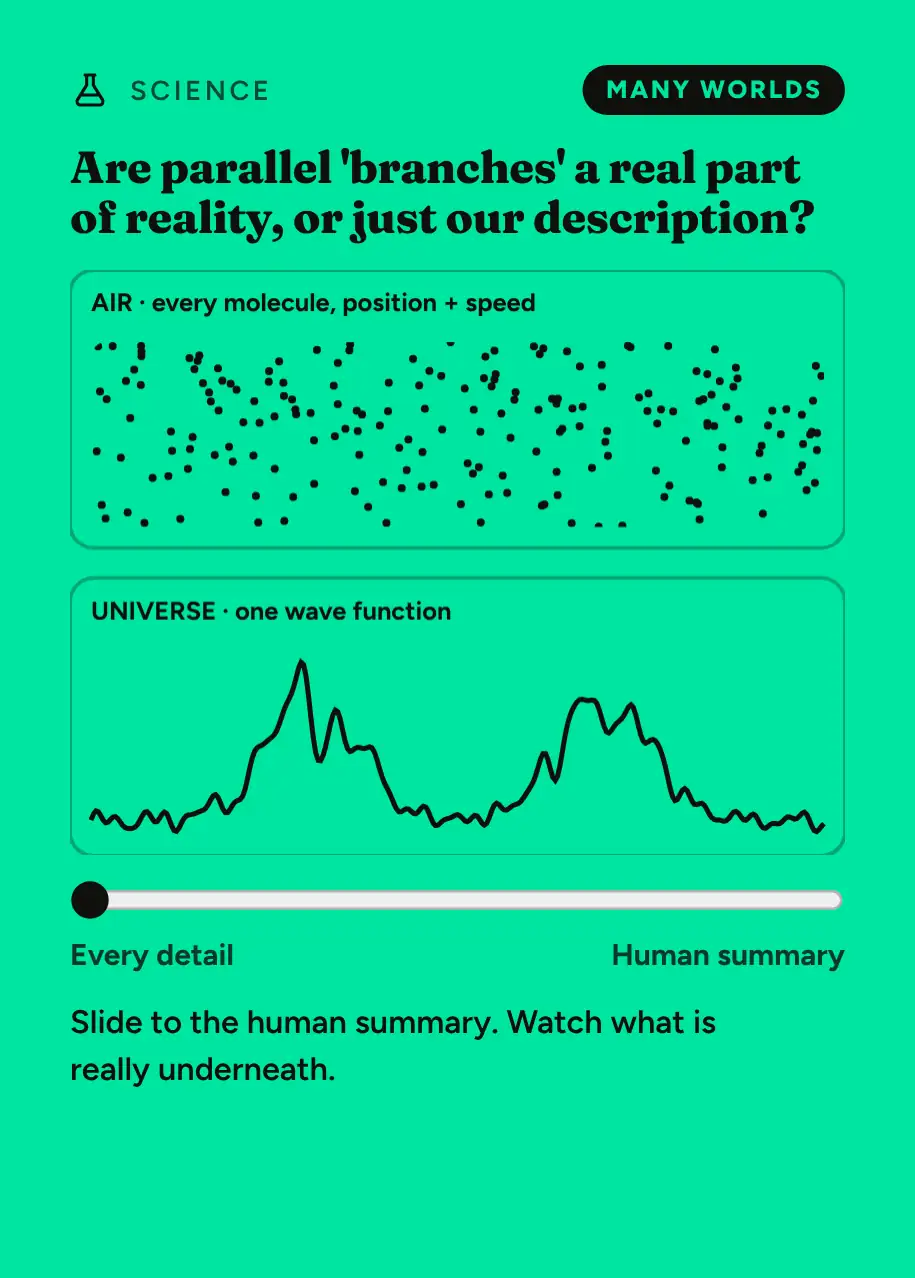 SCIENCE
MANY WORLDS
Are parallel 'branches' a real part
of reality, or just our description?
AIR · every molecule, position + speed
UNIVERSE · one wave function
Every detail
Human summary
Slide to the human summary. Watch what is
really underneath.